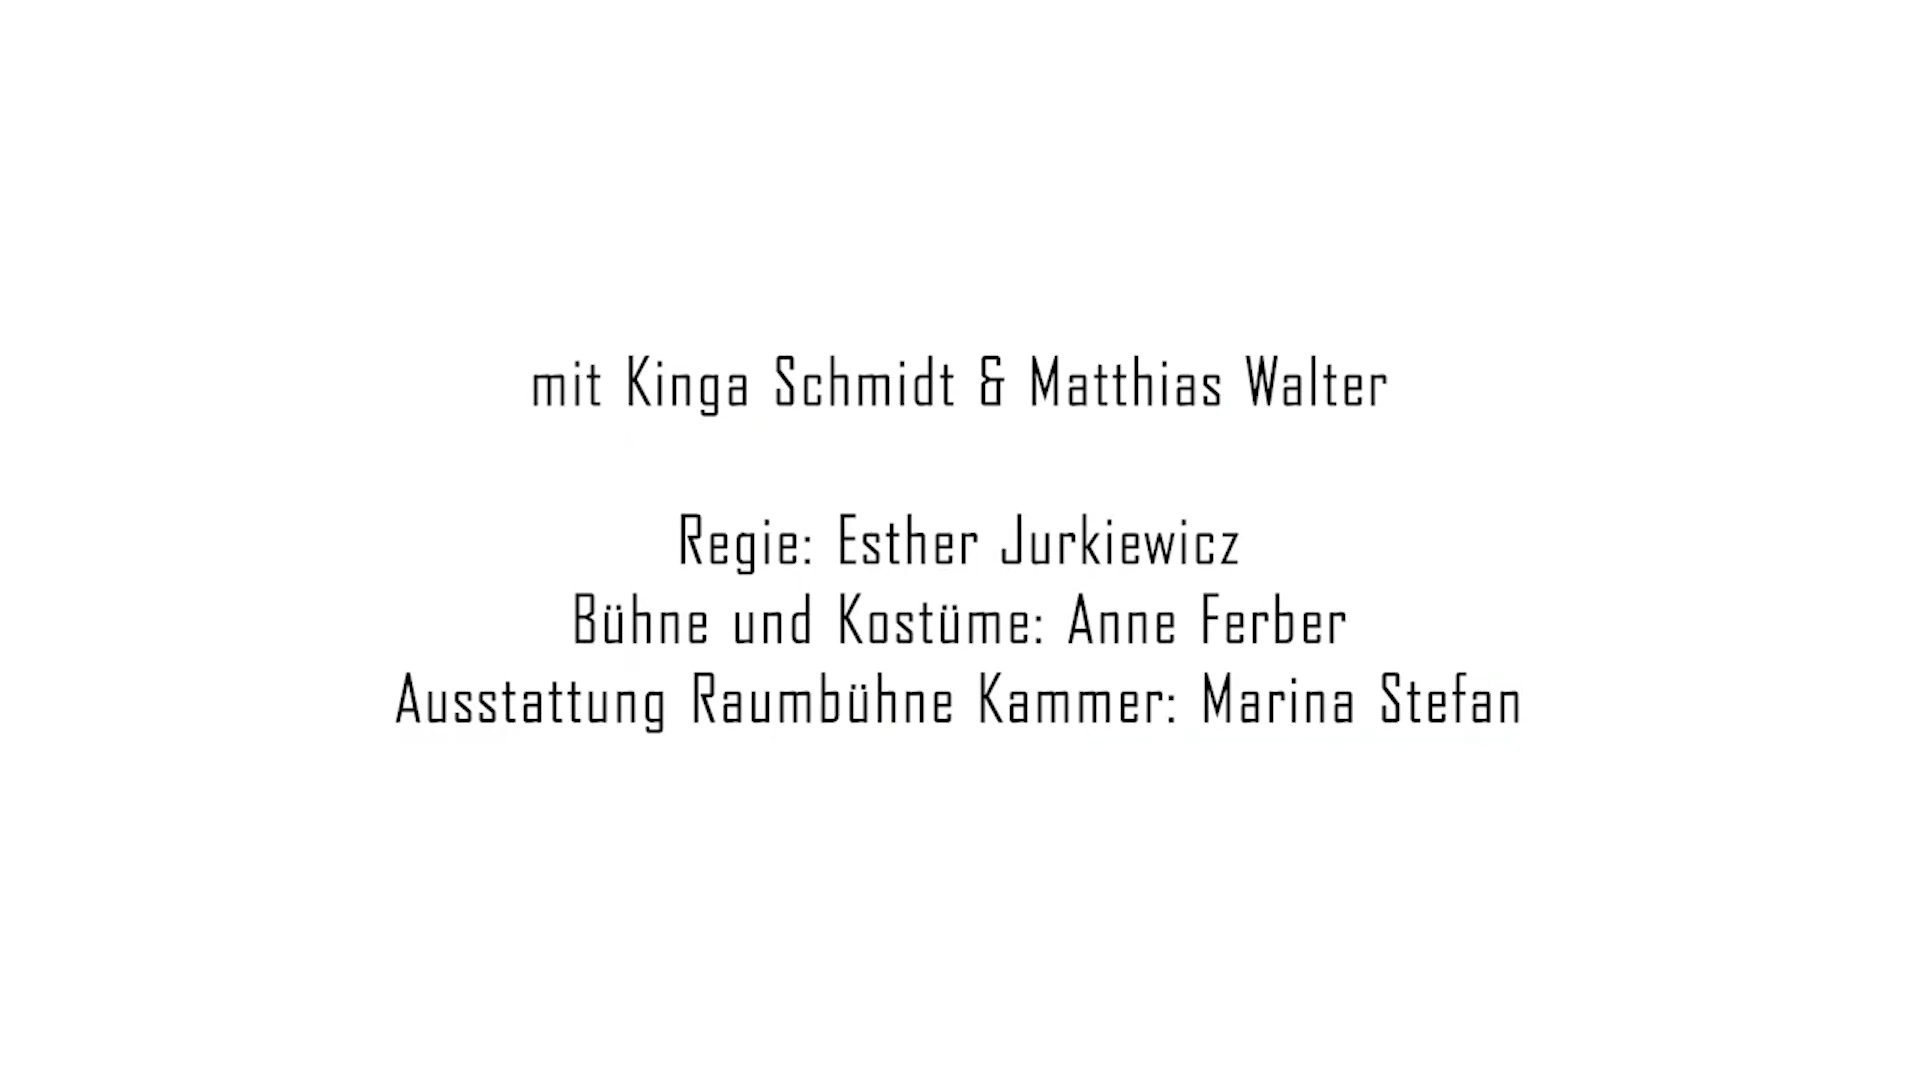 mit Kinga Schmidt & Matthias Walter
Regie: Esther Jurkiewicz
Bühne und Kostüme: Anne Ferber
Ausstattung Raumbühne Kammer: Marina Stefan